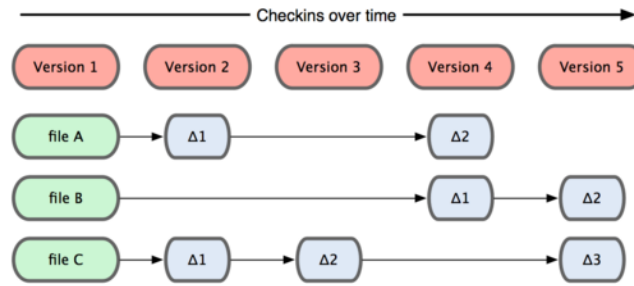 Checkins over time
Version 1 Version 2 Version 3 Version 4 Version 5
file A Δ1 Δ2
file B Δ1 Δ2
file C Δ1 Δ2 Δ3